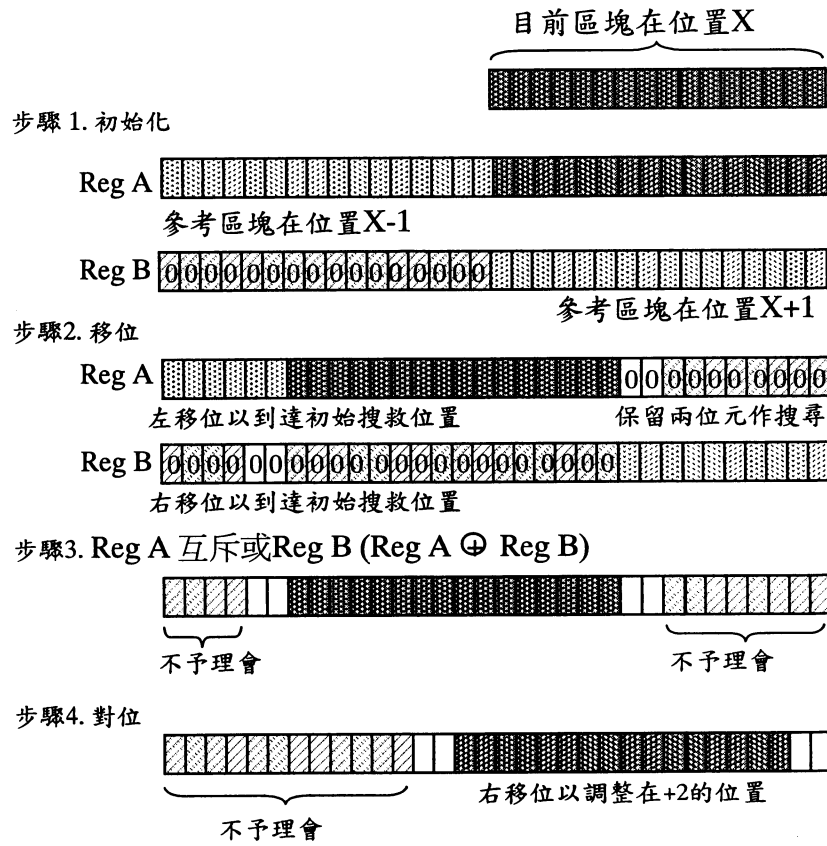 目前區塊在位置X
步驟 1. 初始化
Reg A
參考區塊在位置X-1
Reg B 0000000000000000
參考區塊在位置X+1
步驟2. 移位
Reg A 0000000000
左移位以到達初始搜救位置 保留兩位元作搜尋
Reg B 0000000000000000000000
右移位以到達初始搜救位置
步驟3. Reg A 互斥或Reg B (Reg A ⊕ Reg B)
不予理會 不予理會
步驟4. 對位
右移位以調整在+2的位置
不予理會